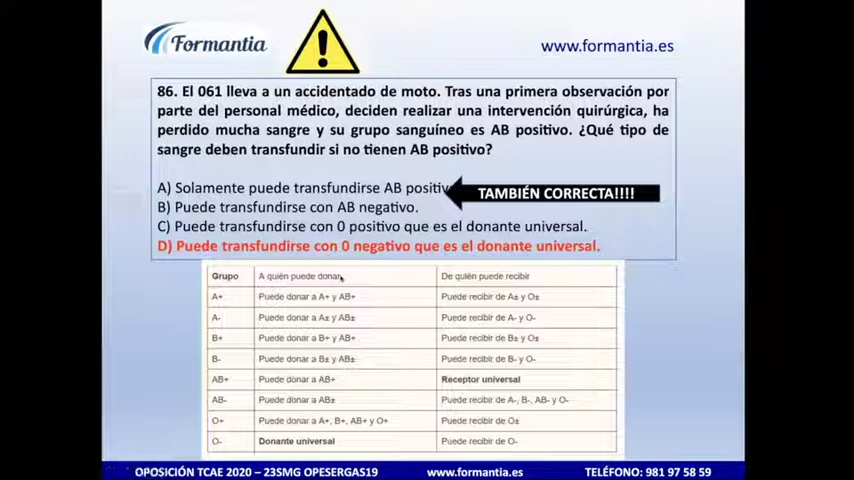 Formantia
www.formantia.es
86. El 061 lleva a un accidentado de moto. Tras una primera observación por
parte del personal médico, deciden realizar una intervención quirúrgica, ha
perdido mucha sangre y su grupo sanguíneo es AB positivo. ¿Qué tipo de
sangre deben transfundir si no tienen AB positivo?
A) Solamente puede transfundirse AB positiv
TAMBIÉN CORRECTA!!!!
B) Puede transfundirse con AB negativo.
C) Puede transfundirse con 0 positivo que es el donante universal.
D) Puede transfundirse con 0 negativo que es el donante universal.
Grupo A quién puede donar De quién puede recibir
A+ Puede donar a A+ y AB+ Puede recibir de A± y O±
A- Puede donar a A± y AB± Puede recibir de A- y O-
B+ Puede donar a B+ y AB+ Puede recibir de B± y O±
B- Puede donar a B± y AB± Puede recibir de B- y O-
AB+ Puede donar a AB+ Receptor universal
AB- Puede donar a AB± Puede recibir de A-, B-, AB- y O-
O+ Puede donar a A+, B+, AB+ y O+ Puede recibir de O±
O- Donante universal Puede recibir de O-
OPOSICIÓN TCAE 2020 – 23SMG OPESERGAS19 www.formantia.es TELÉFONO: 981 97 58 59